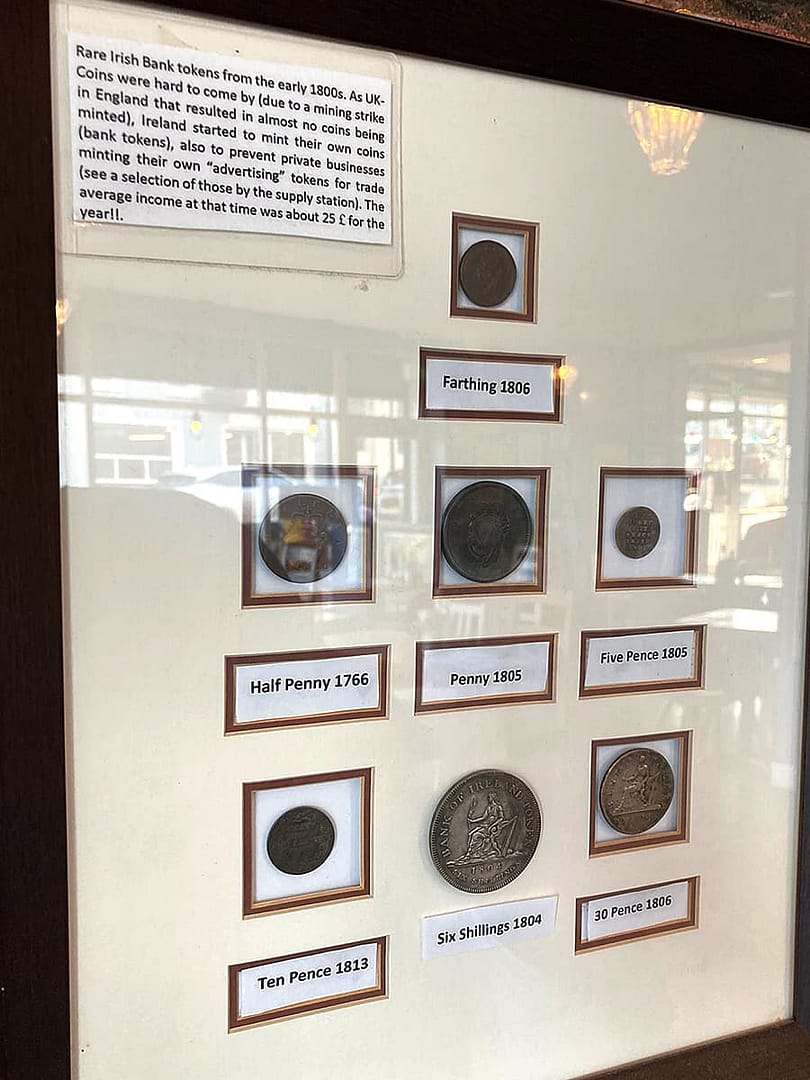 Rare Irish Bank tokens from the early 1800s. As UK-
Coins were hard to come by (due to a mining strike
in England that resulted in almost no coins being
minted), Ireland started to mint their own coins
(bank tokens), also to prevent private businesses
minting their own “advertising” tokens for trade
(see a selection of those by the supply station). The
average income at that time was about 25 £ for the
year!!.
Farthing 1806
Half Penny 1766
Penny 1805
Five Pence 1805
BANK OF IRELAND TOKEN
1804
SIX SHILLINGS
Ten Pence 1813
Six Shillings 1804
30 Pence 1806